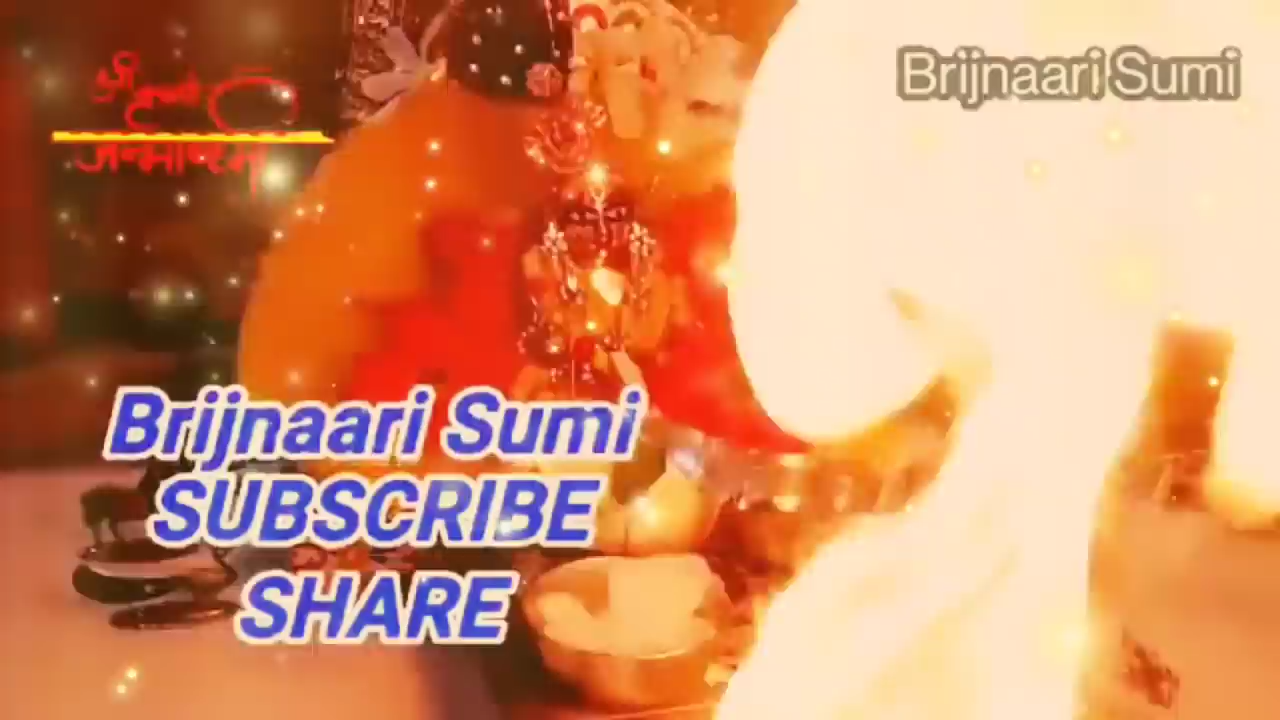 Brijnaari Sumi
श्री
कृष्ण
Brijnaari Sumi
SUBSCRIBE
SHARE